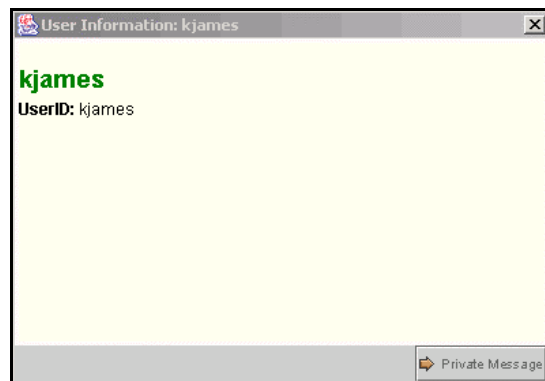 User Information: kjames
kjames
UserID: kjames
Private Message